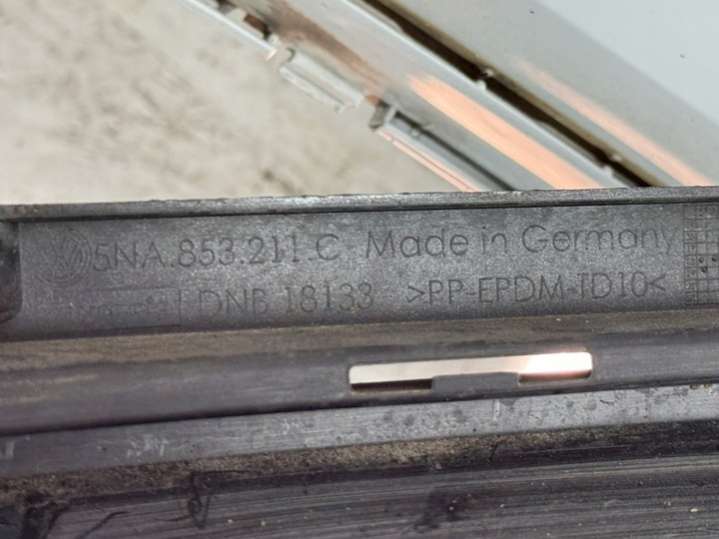 5NA.853.211.C Made in Germany
DNB 18133 >PP-EPDM-TD10<